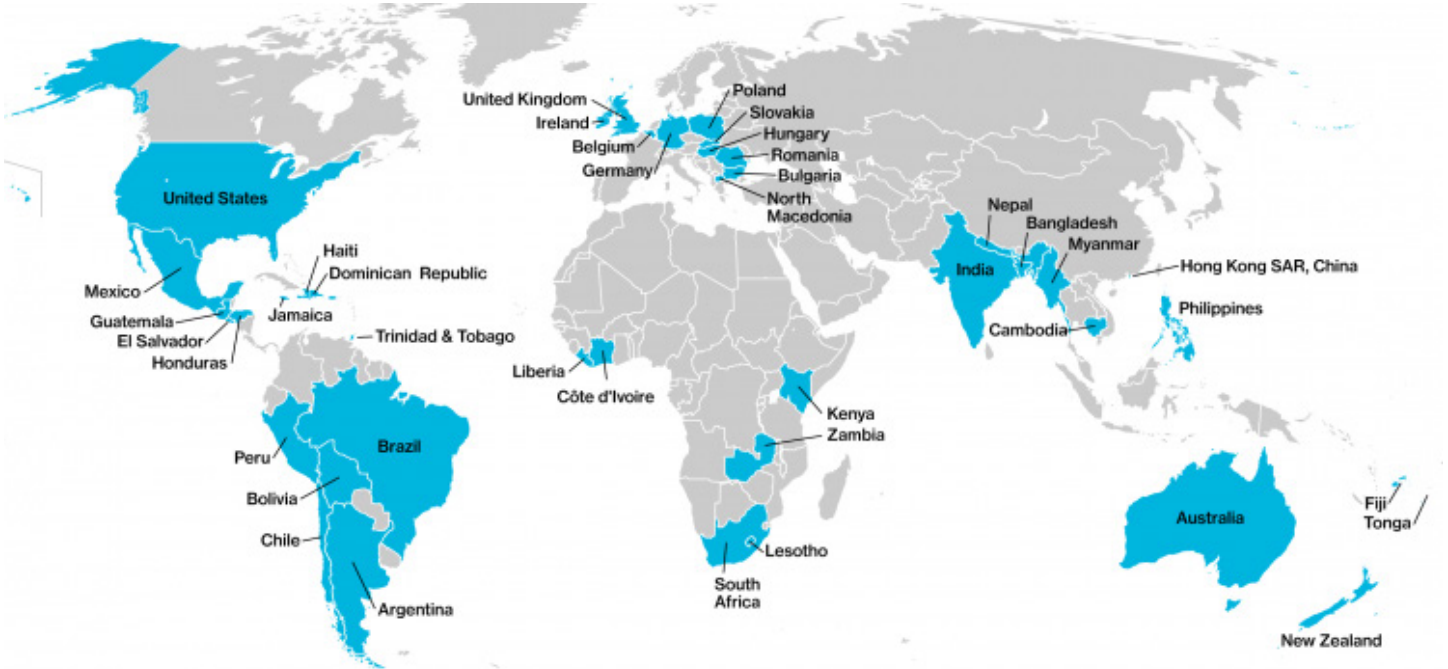 United Kingdom
Ireland
Belgium
Germany
Poland
Slovakia
Hungary
Romania
Bulgaria
North
Macedonia
United States
Mexico
Guatemala
El Salvador
Honduras
Haiti
Dominican Republic
Jamaica
Trinidad & Tobago
Peru
Brazil
Bolivia
Chile
Argentina
Liberia
Côte d'Ivoire
Kenya
Zambia
Lesotho
South
Africa
Nepal
Bangladesh
Myanmar
India
Hong Kong SAR, China
Philippines
Cambodia
Australia
Fiji
Tonga
New Zealand